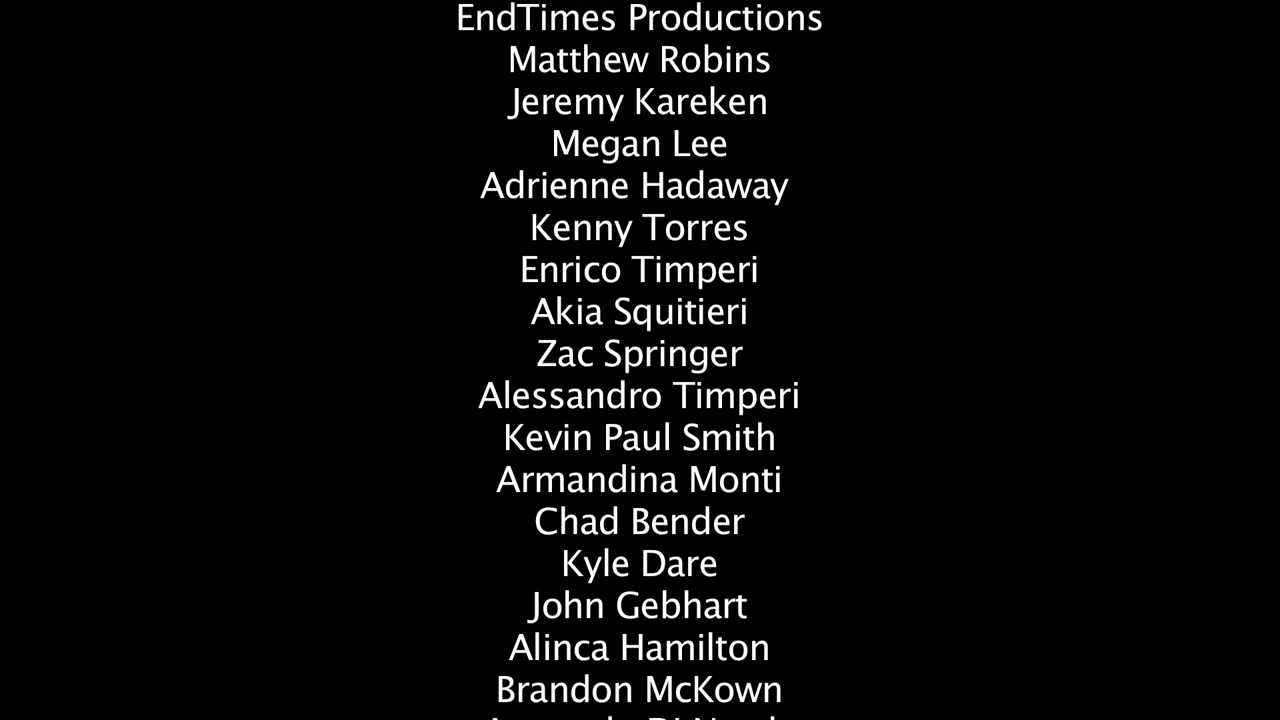 EndTimes Productions
Matthew Robins
Jeremy Kareken
Megan Lee
Adrienne Hadaway
Kenny Torres
Enrico Timperi
Akia Squitieri
Zac Springer
Alessandro Timperi
Kevin Paul Smith
Armandina Monti
Chad Bender
Kyle Dare
John Gebhart
Alinca Hamilton
Brandon McKown